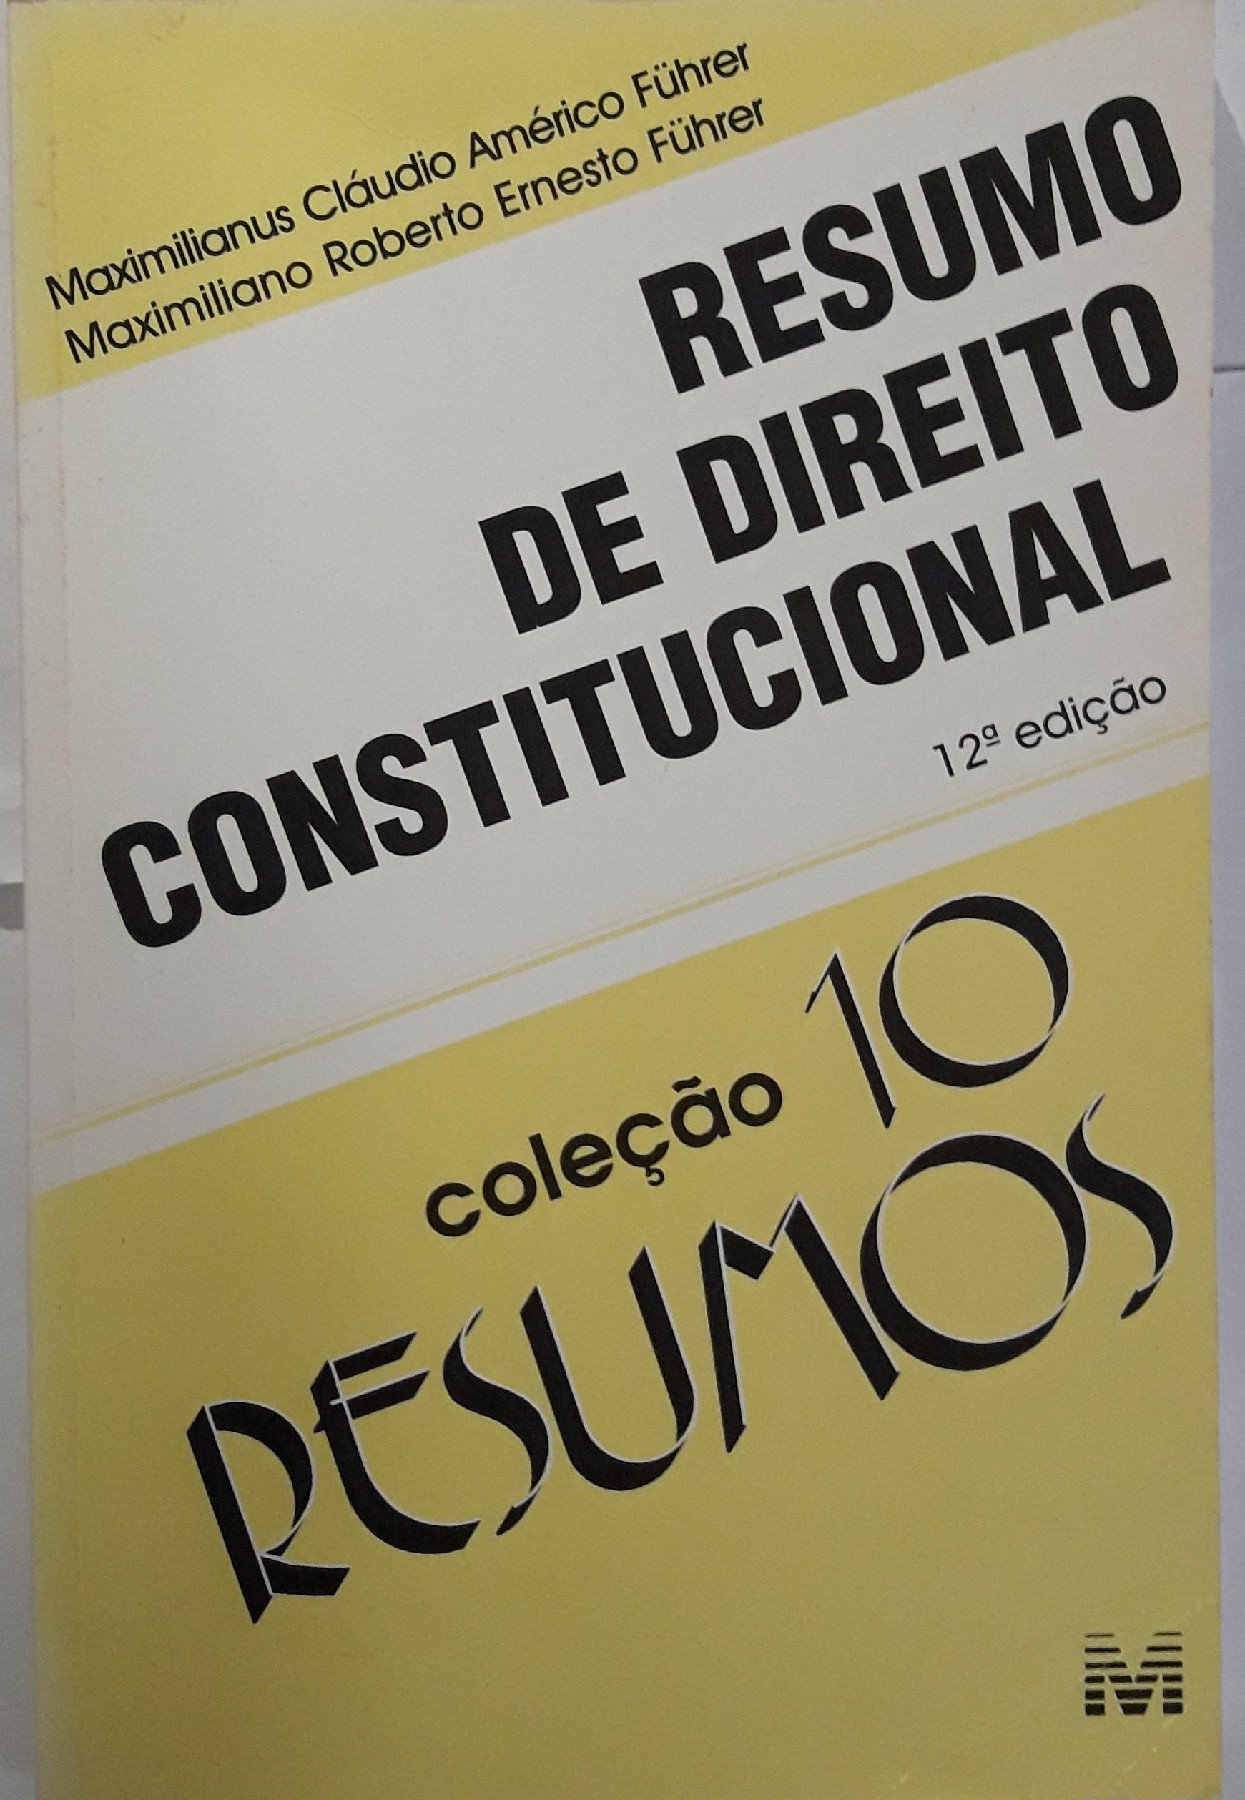 Maximilianus Cláudio Américo Führer
Maximiliano Roberto Ernesto Führer
RESUMO
DE DIREITO
CONSTITUCIONAL
12ª edição
coleção 10
RESUMOS
M